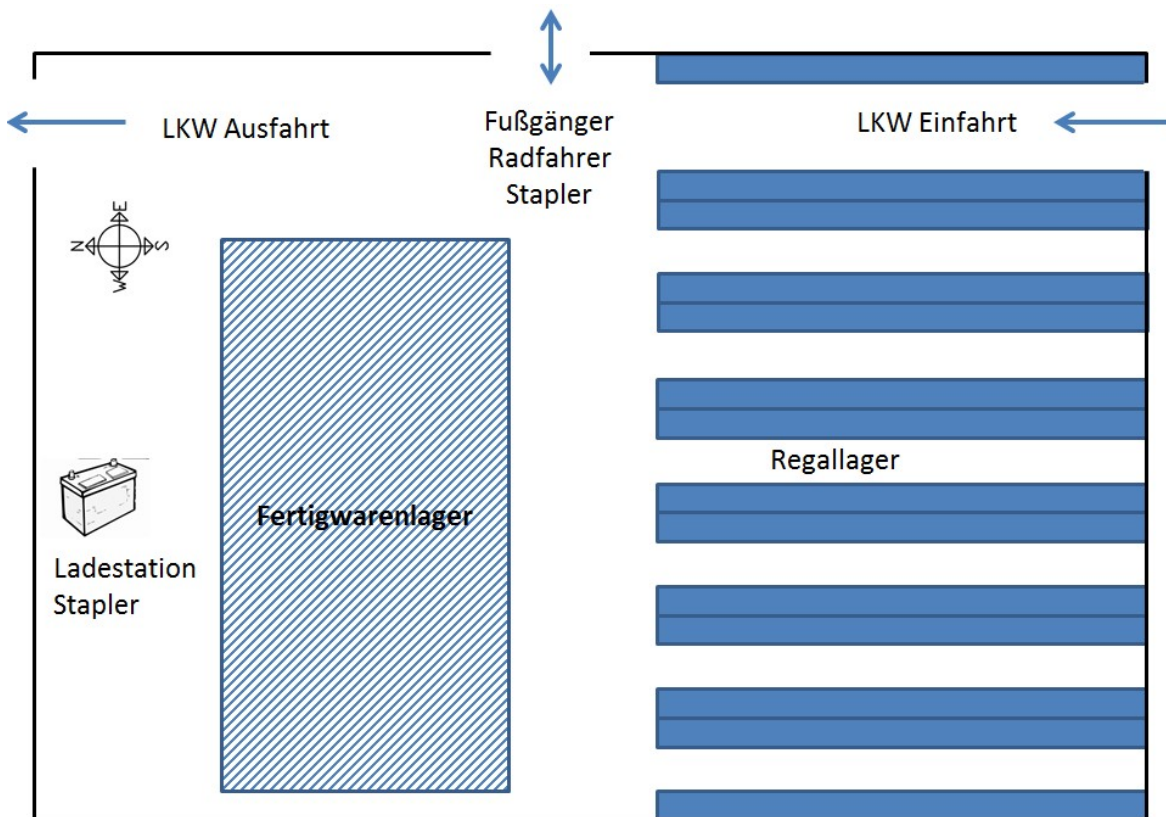 LKW Ausfahrt
Fußgänger
Radfahrer
Stapler
LKW Einfahrt
E
N
S
W
Fertigwarenlager
Regallager
Ladestation
Stapler